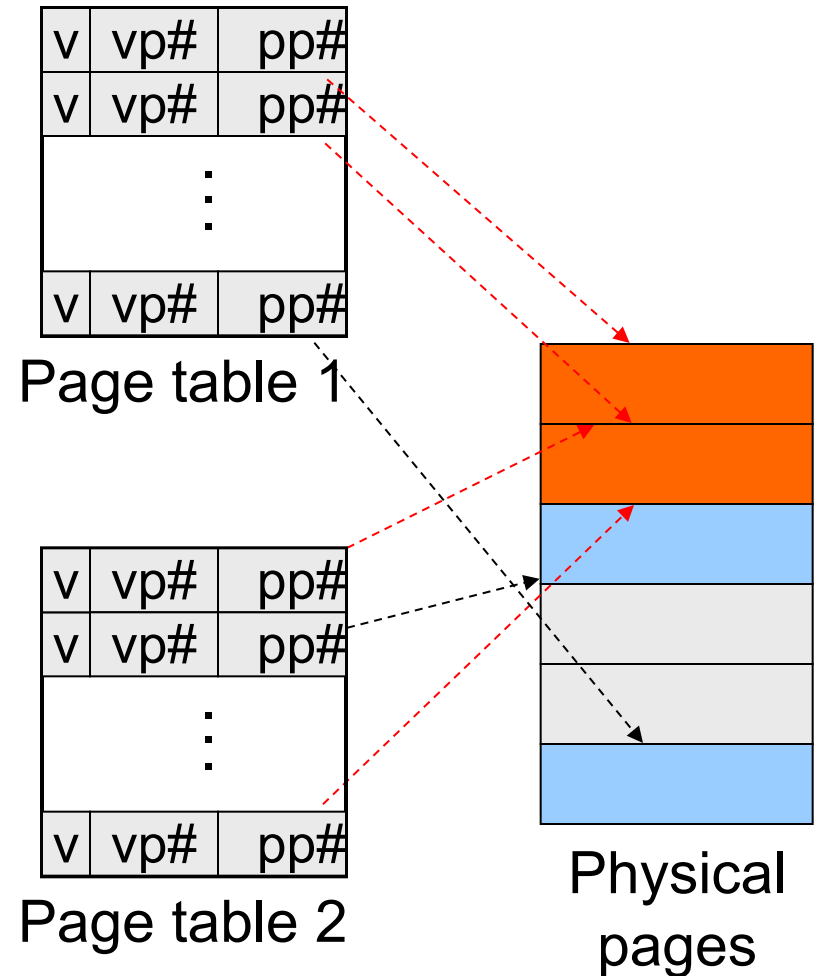 v vp# pp#
v vp# pp#
⋮
v vp# pp#
Page table 1
v vp# pp#
v vp# pp#
⋮
v vp# pp#
Page table 2
Physical
pages